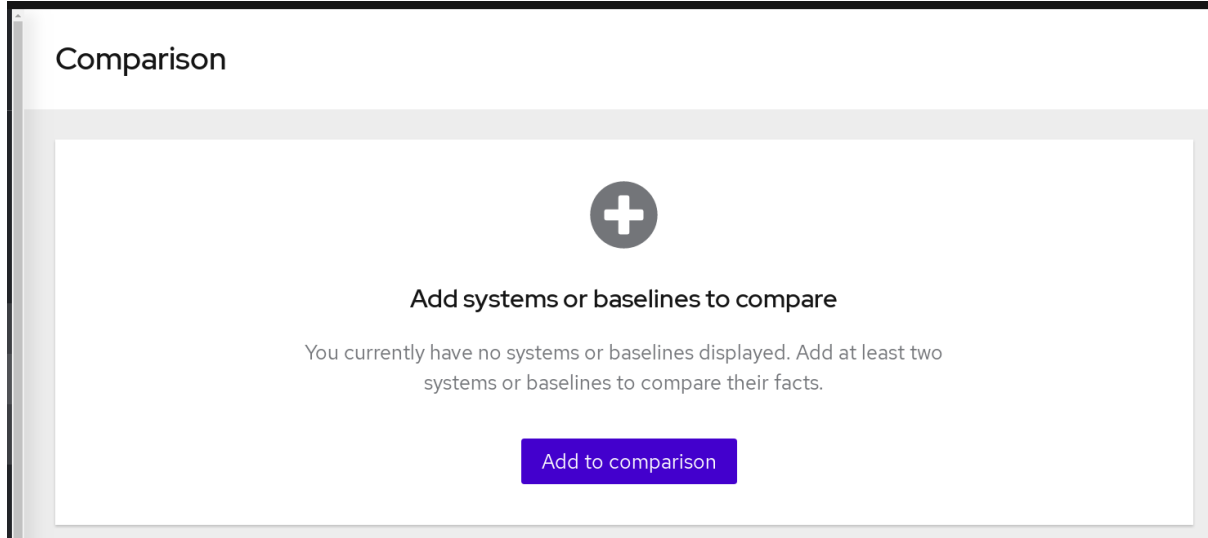 Comparison
Add systems or baselines to compare
You currently have no systems or baselines displayed. Add at least two
systems or baselines to compare their facts.
Add to comparison